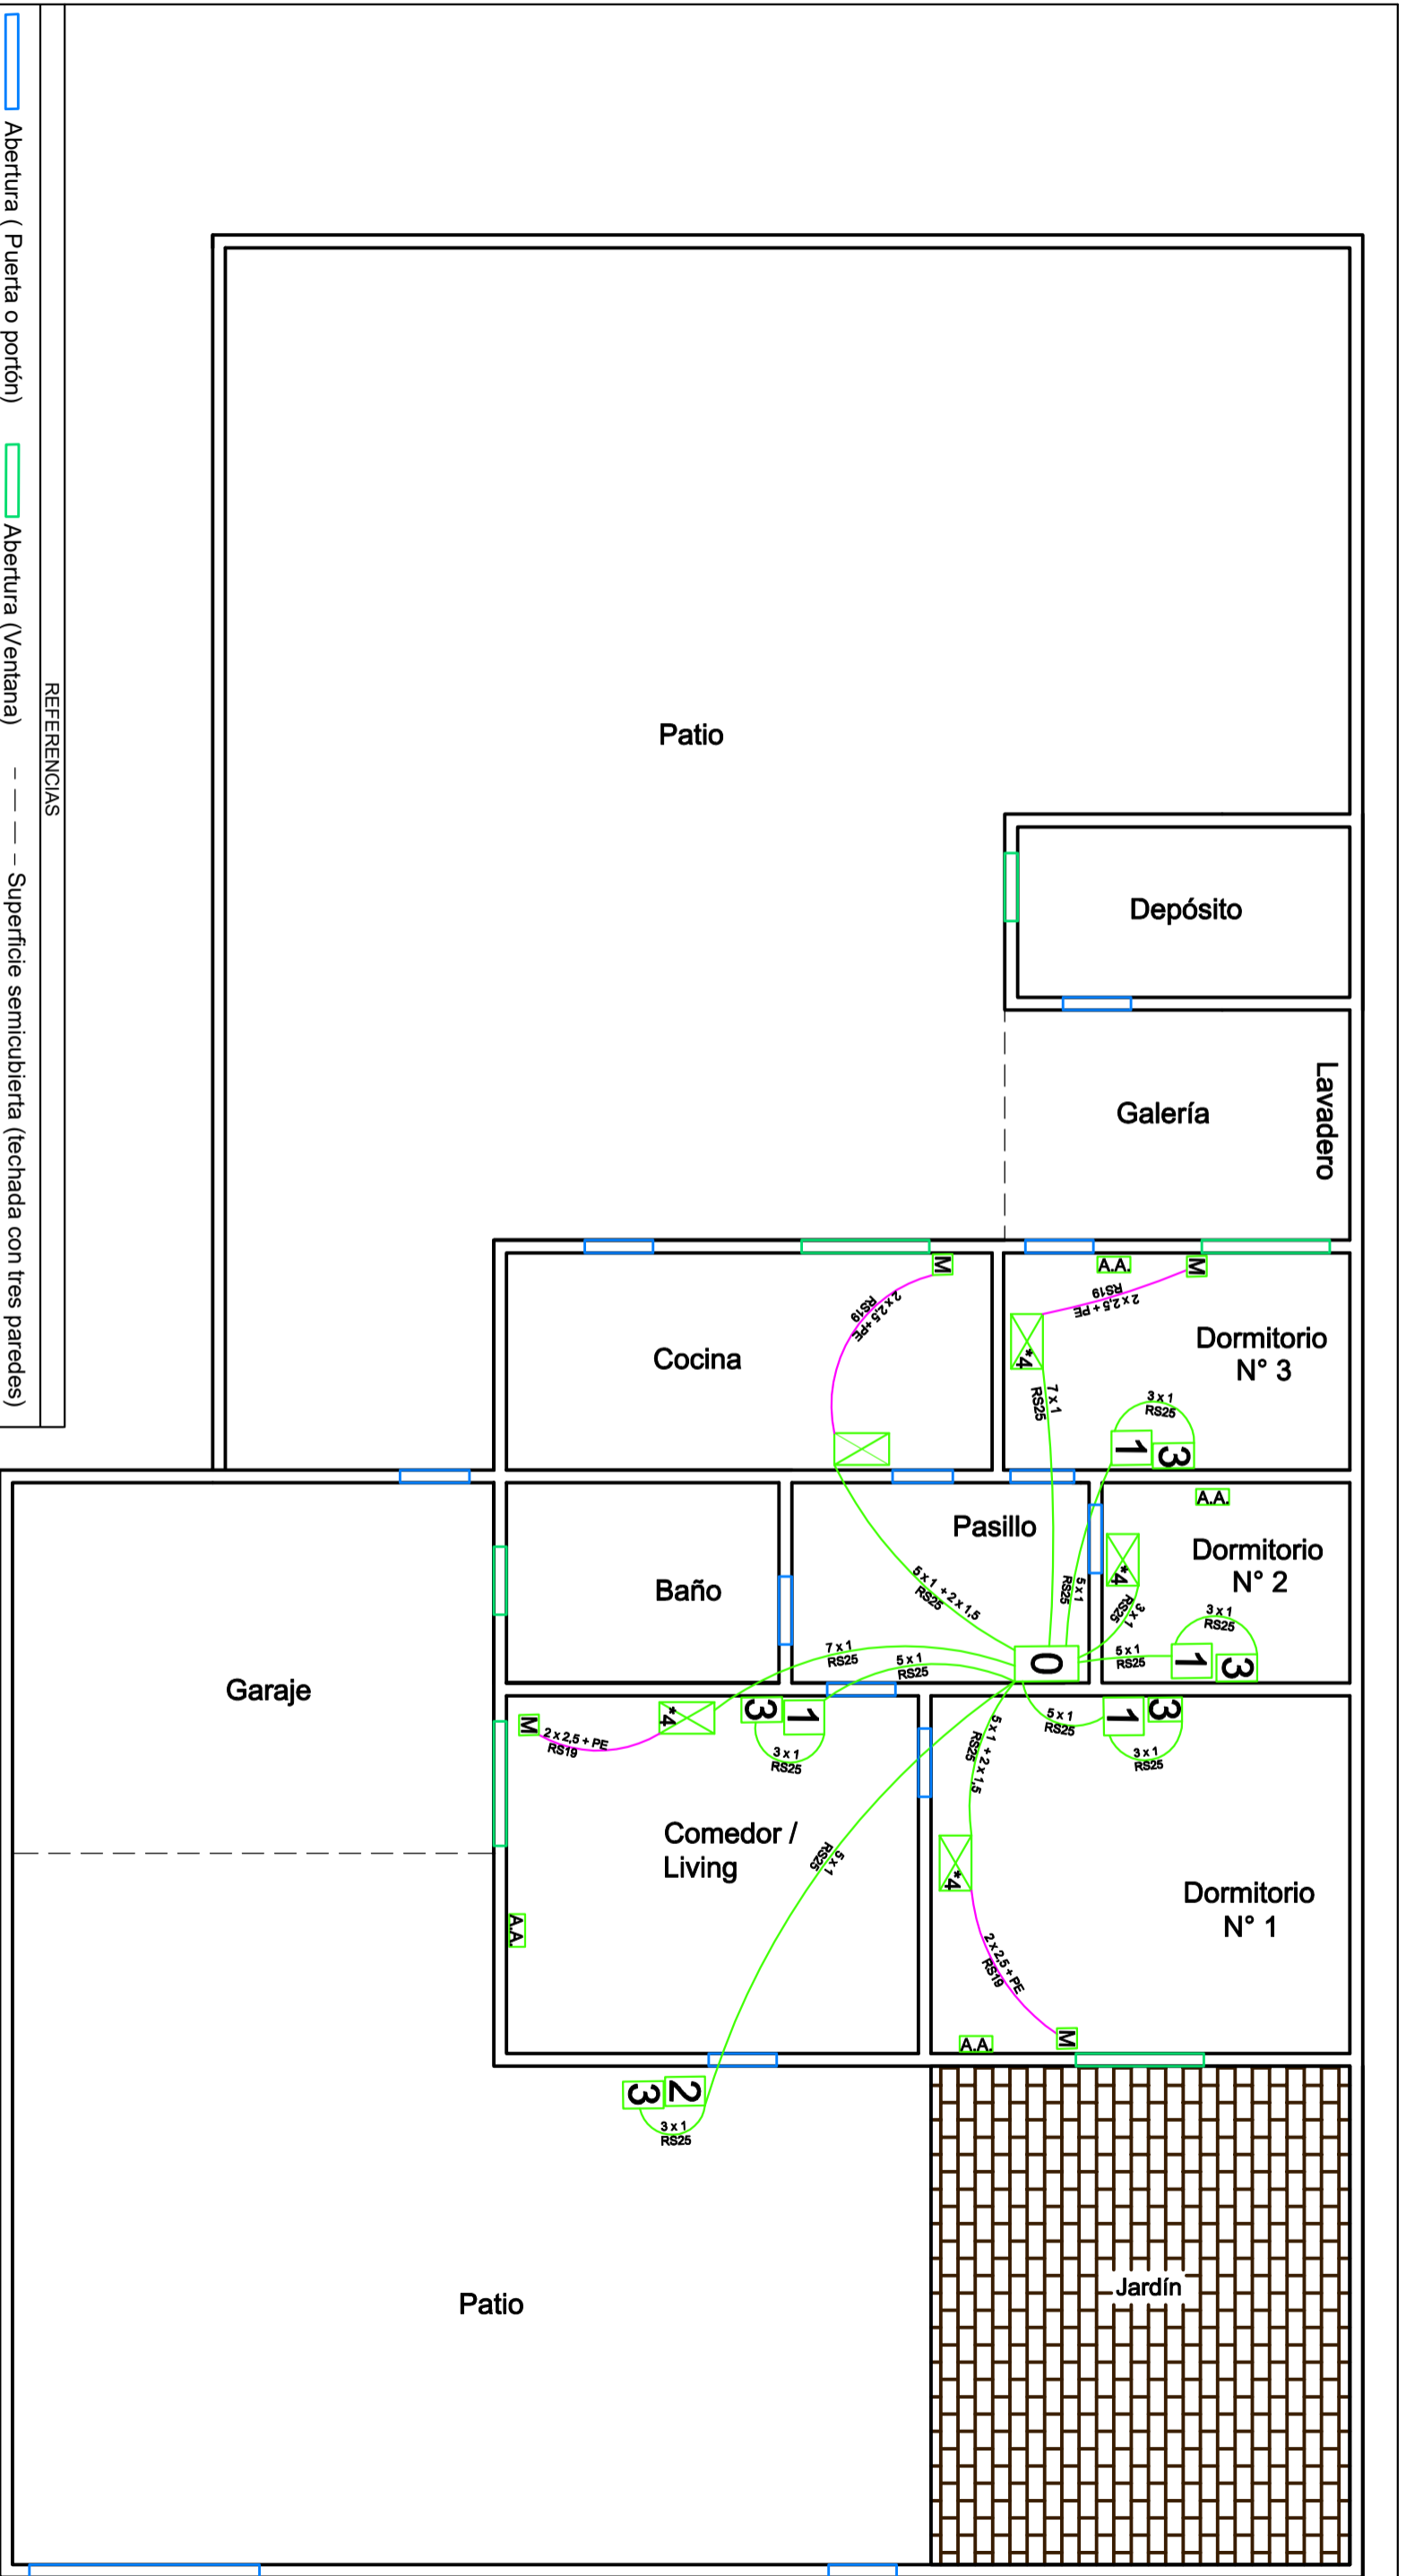 REFERENCIAS
Abertura ( Puerta o portón)
Abertura (Ventana)
Superficie semicubierta (techada con tres paredes)
Patio
Depósito
Lavadero
Galería
M
A.A.
M
2 x 2,5 + PE
RS19
2 x 2,5 +PE
RS19
Dormitorio
N° 3
*4
Cocina
7 x 1
RS25
3 x 1
RS25
1
3
A.A.
Pasillo
Dormitorio
N° 2
*4
Baño
5 x 1 + 2 x 1,5
RS25
5 x 1
RS25
3 x 1
RS25
3 x 1
RS25
1
3
5 x 1
RS25
0
7 x 1
RS25
5 x 1
RS25
Garaje
M
2 x 2,5 + PE
RS19
*4
3
1
3 x 1
RS25
5 x 1 + 2 x 1,5
RS25
5 x 1
RS25
1
3
3 x 1
RS25
Comedor /
Living
5 x 1
RS25
*4
Dormitorio
N° 1
A.A.
2 x 2,5 + PE
RS19
M
A.A.
3
2
3 x 1
RS25
Jardín
Patio